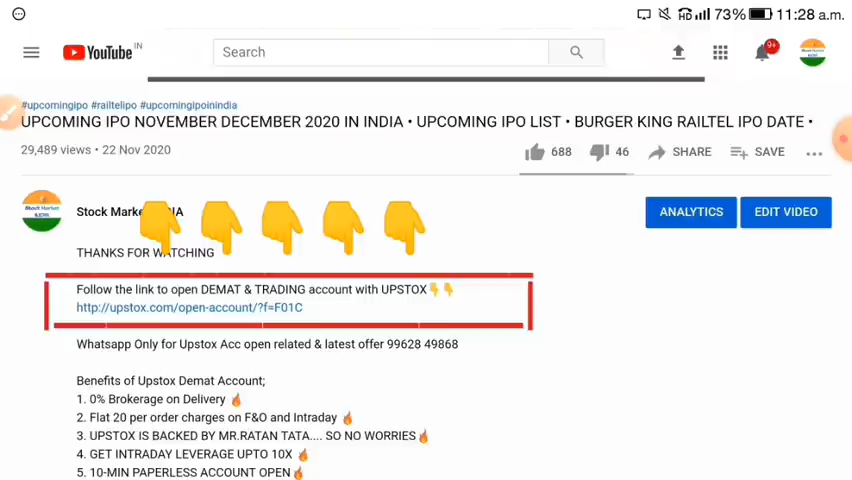 HD 73% 11:28 a.m.
YouTube IN
Search
9+
#upcomingipo #railtelipo #upcomingipoinindia
UPCOMING IPO NOVEMBER DECEMBER 2020 IN INDIA • UPCOMING IPO LIST • BURGER KING RAILTEL IPO DATE •
29,489 views • 22 Nov 2020
688 46 SHARE SAVE ...
Stock Marke
ANALYTICS EDIT VIDEO
THANKS FOR WATCHING
Follow the link to open DEMAT & TRADING account with UPSTOX👇👇
http://upstox.com/open-account/?f=F01C
Whatsapp Only for Upstox Acc open related & latest offer 99628 49868
Benefits of Upstox Demat Account;
1. 0% Brokerage on Delivery 🔥
2. Flat 20 per order charges on F&O and Intraday 🔥
3. UPSTOX IS BACKED BY MR.RATAN TATA.... SO NO WORRIES🔥
4. GET INTRADAY LEVERAGE UPTO 10X 🔥
5. 10-MIN PAPERLESS ACCOUNT OPEN🔥